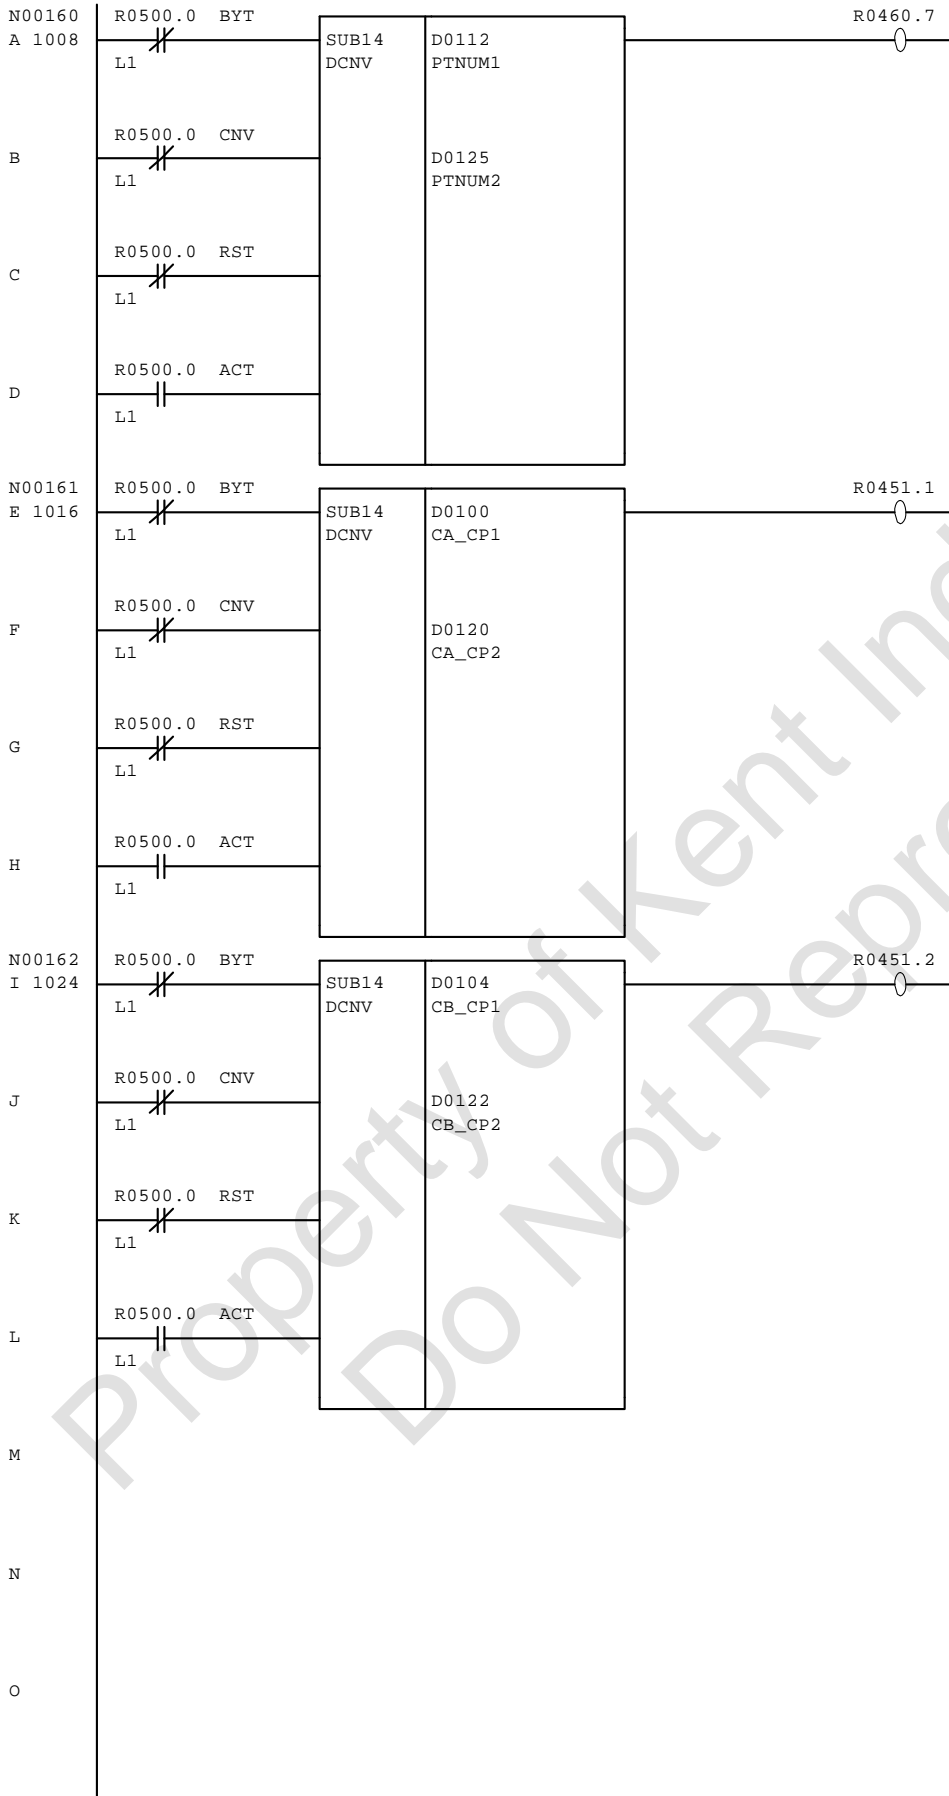 N00160 R0500.0 BYT R0460.7
A 1008 SUB14 D0112
L1 DCNV PTNUM1
R0500.0 CNV
B D0125
L1 PTNUM2
R0500.0 RST
C
L1
R0500.0 ACT
D
L1
N00161 R0500.0 BYT R0451.1
E 1016 SUB14 D0100
L1 DCNV CA_CP1
R0500.0 CNV
F D0120
L1 CA_CP2
R0500.0 RST
G
L1
R0500.0 ACT
H
L1
N00162 R0500.0 BYT R0451.2
I 1024 SUB14 D0104
L1 DCNV CB_CP1
R0500.0 CNV
J D0122
L1 CB_CP2
R0500.0 RST
K
L1
R0500.0 ACT
L
L1
M
N
O
Property of Kent
Do Not